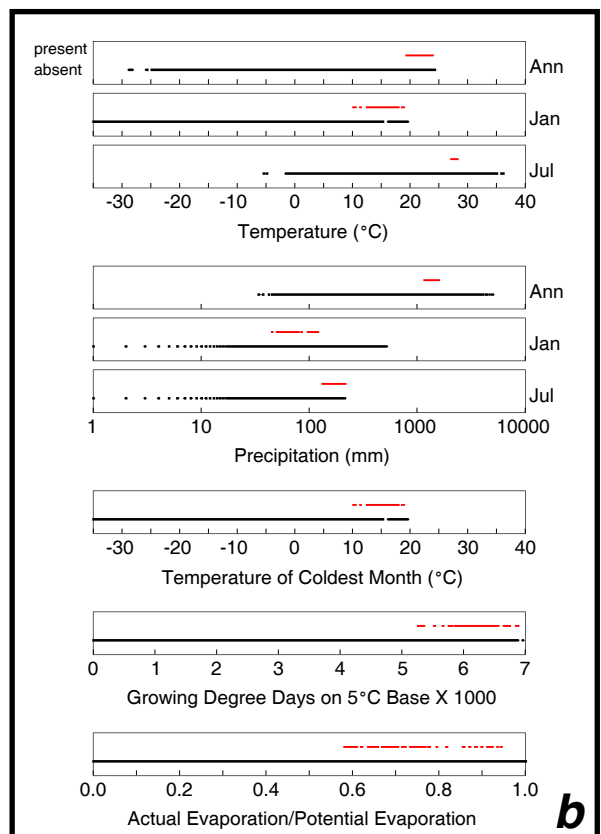 present
absent
Ann
Jan
Jul
-30 -20 -10 0 10 20 30 40
Temperature (°C)
Ann
Jan
Jul
1 10 100 1000 10000
Precipitation (mm)
-30 -20 -10 0 10 20 30 40
Temperature of Coldest Month (°C)
0 1 2 3 4 5 6 7
Growing Degree Days on 5°C Base X 1000
0.0 0.2 0.4 0.6 0.8 1.0
Actual Evaporation/Potential Evaporation
b